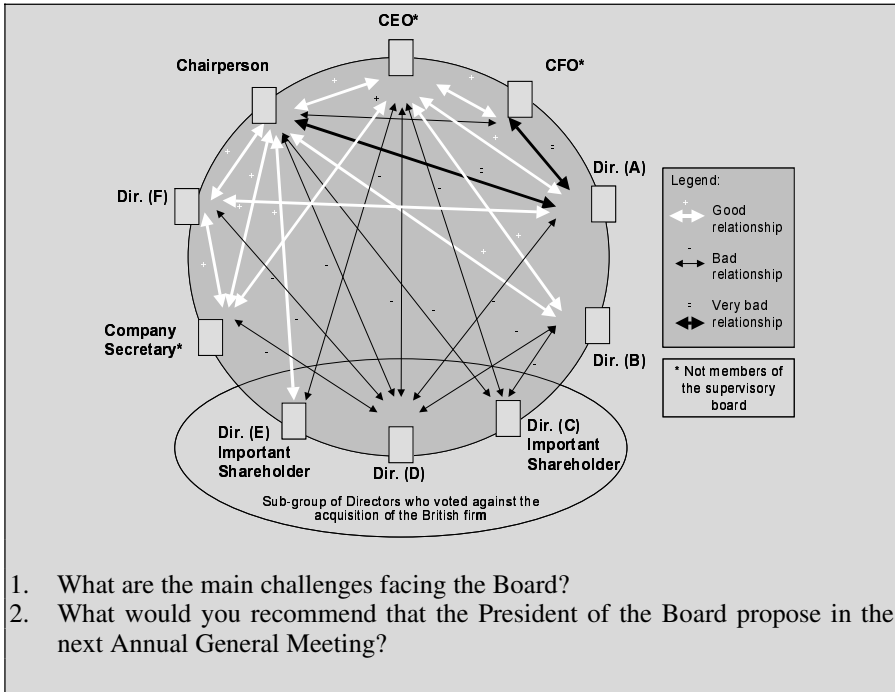 CEO*
Chairperson
CFO*
Dir. (A)
Dir. (F)
Company
Secretary*
Dir. (B)
Dir. (E)
Important
Shareholder
Dir. (D)
Dir. (C)
Important
Shareholder
Sub-group of Directors who voted against the
acquisition of the British firm
Legend:
+
Good
relationship
-
Bad
relationship
=
Very bad
relationship
* Not members of
the supervisory
board
1. What are the main challenges facing the Board?
2. What would you recommend that the President of the Board propose in the
next Annual General Meeting?